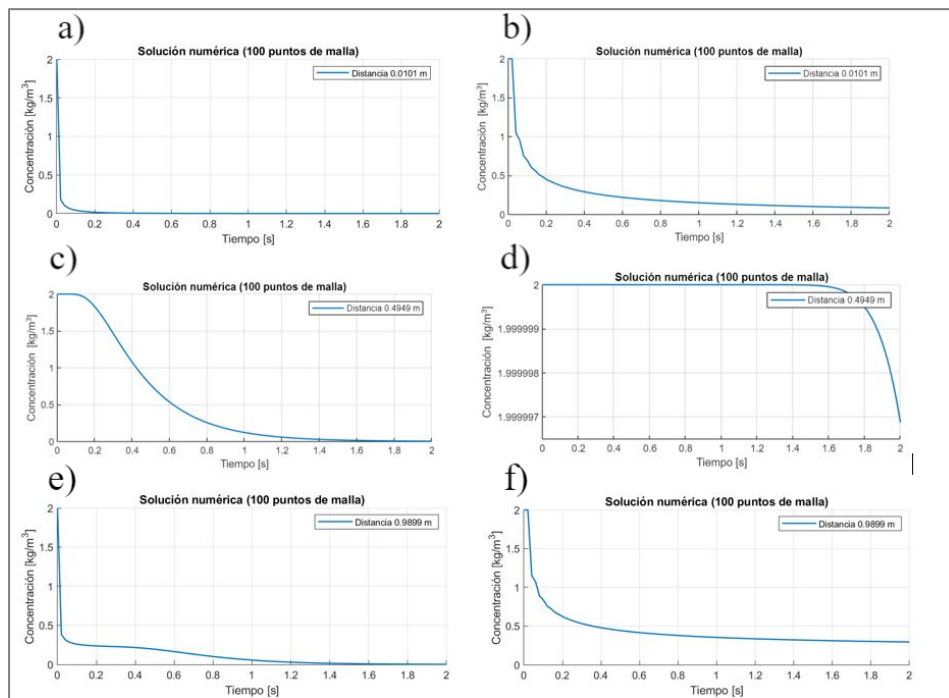 a)
Solución numérica (100 puntos de malla)
Concentración [kg/m³]
2
1.5
1
0.5
0
Distancia 0.0101 m
0 0.2 0.4 0.6 0.8 1 1.2 1.4 1.6 1.8 2
Tiempo [s]
b)
Solución numérica (100 puntos de malla)
Concentración [kg/m³]
2
1.5
1
0.5
0
Distancia 0.0101 m
0 0.2 0.4 0.6 0.8 1 1.2 1.4 1.6 1.8 2
Tiempo [s]
c)
Solución numérica (100 puntos de malla)
Concentración [kg/m³]
2
1.5
1
0.5
0
Distancia 0.4949 m
0 0.2 0.4 0.6 0.8 1 1.2 1.4 1.6 1.8 2
Tiempo [s]
d)
Solución numérica (100 puntos de malla)
Concentración [kg/m³]
2
1.999999
1.999998
1.999997
Distancia 0.4949 m
0 0.2 0.4 0.6 0.8 1 1.2 1.4 1.6 1.8 2
Tiempo [s]
e)
Solución numérica (100 puntos de malla)
Concentración [kg/m³]
2
1.5
1
0.5
0
Distancia 0.9899 m
0 0.2 0.4 0.6 0.8 1 1.2 1.4 1.6 1.8 2
Tiempo [s]
f)
Solución numérica (100 puntos de malla)
Concentración [kg/m³]
2
1.5
1
0.5
0
Distancia 0.9899 m
0 0.2 0.4 0.6 0.8 1 1.2 1.4 1.6 1.8 2
Tiempo [s]